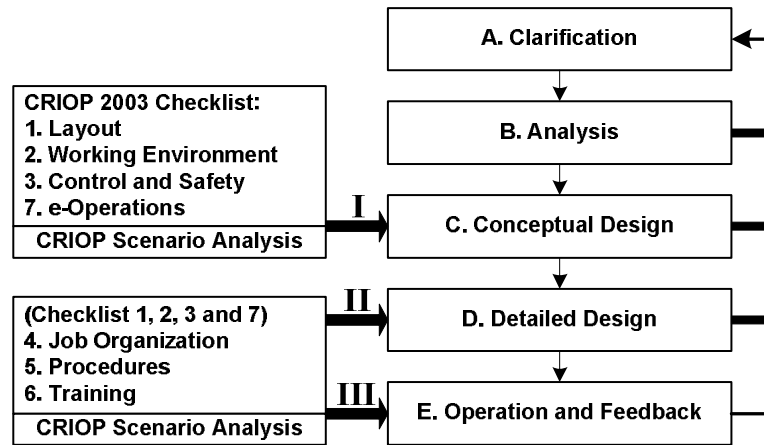 A. Clarification
CRIOP 2003 Checklist:
1. Layout
2. Working Environment
3. Control and Safety
7. e-Operations
CRIOP Scenario Analysis
B. Analysis
I
C. Conceptual Design
(Checklist 1, 2, 3 and 7)
4. Job Organization
5. Procedures
6. Training
CRIOP Scenario Analysis
II
D. Detailed Design
III
E. Operation and Feedback